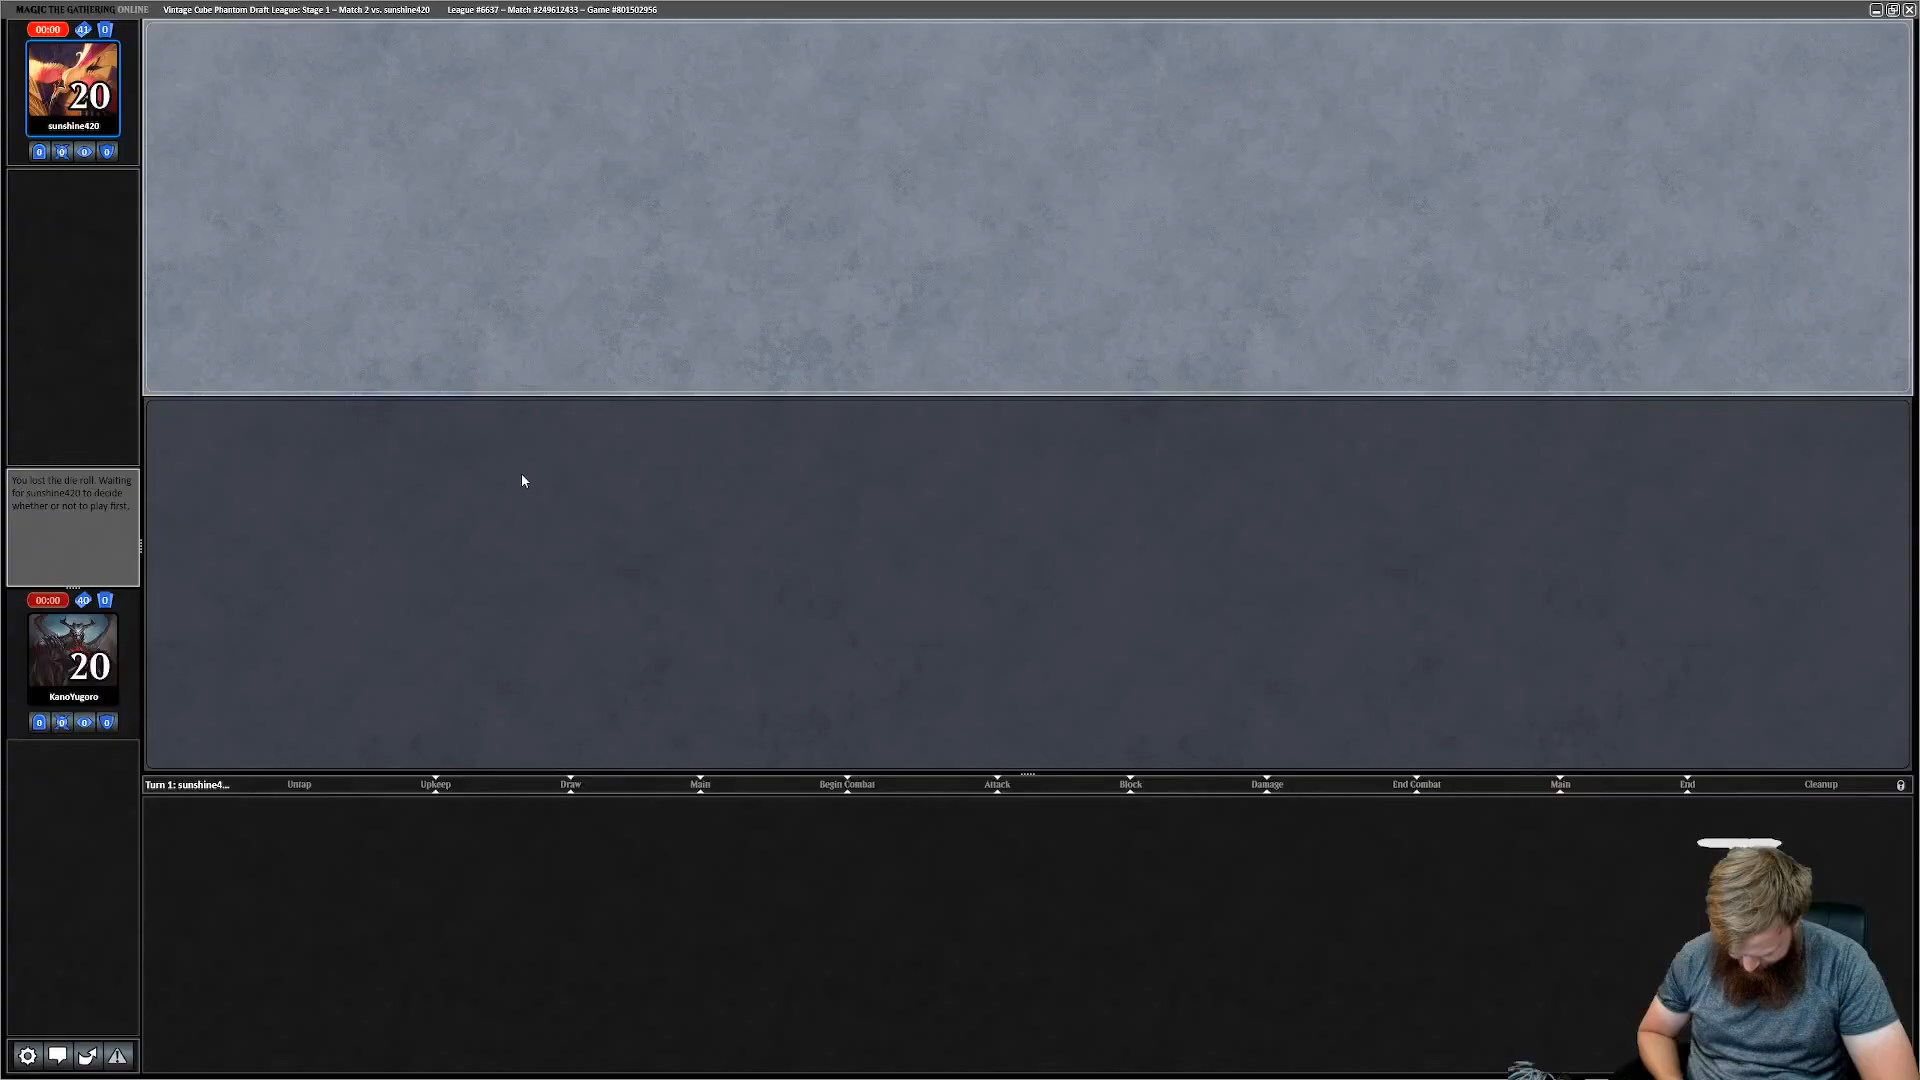 MAGIC THE GATHERING ONLINE
Vintage Cube Phantom Draft League: Stage 1 – Match 2 vs. sunshine420 League #6637 – Match #249612433 – Game #801502956
00:00 41 0
20
sunshine420
0 0 0 0
You lost the die roll. Waiting
for sunshine420 to decide
whether or not to play first.
00:00 40 0
20
KanoYugoro
0 0 0 0
Turn 1: sunshine4... Untap Upkeep Draw Main Begin Combat Attack Block Damage End Combat Main End Cleanup